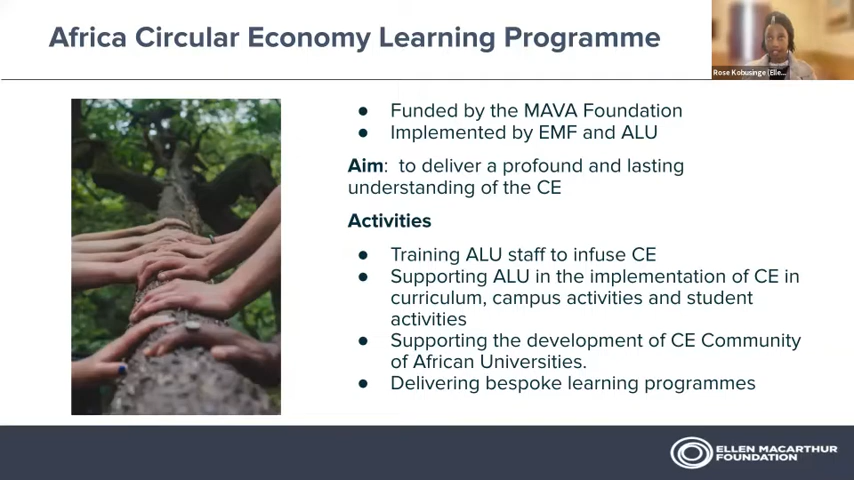 Africa Circular Economy Learning Programme
Rose Kobusinge (Elle...
● Funded by the MAVA Foundation
● Implemented by EMF and ALU
Aim: to deliver a profound and lasting
understanding of the CE
Activities
● Training ALU staff to infuse CE
● Supporting ALU in the implementation of CE in
curriculum, campus activities and student
activities
● Supporting the development of CE Community
of African Universities.
● Delivering bespoke learning programmes
ELLEN MACARTHUR
FOUNDATION